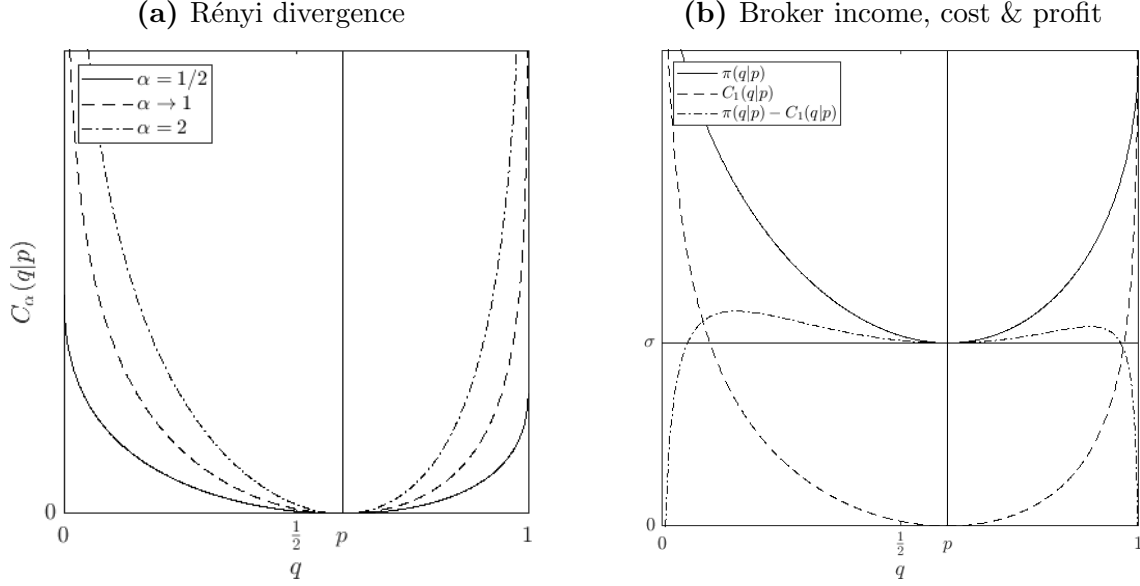 (a) Rényi divergence
α = 1/2
α → 1
α = 2
C_α(q|p)
0
0
1/2
p
1
q
(b) Broker income, cost & profit
π(q|p)
C_1(q|p)
π(q|p) − C_1(q|p)
σ
0
0
1/2
p
1
q